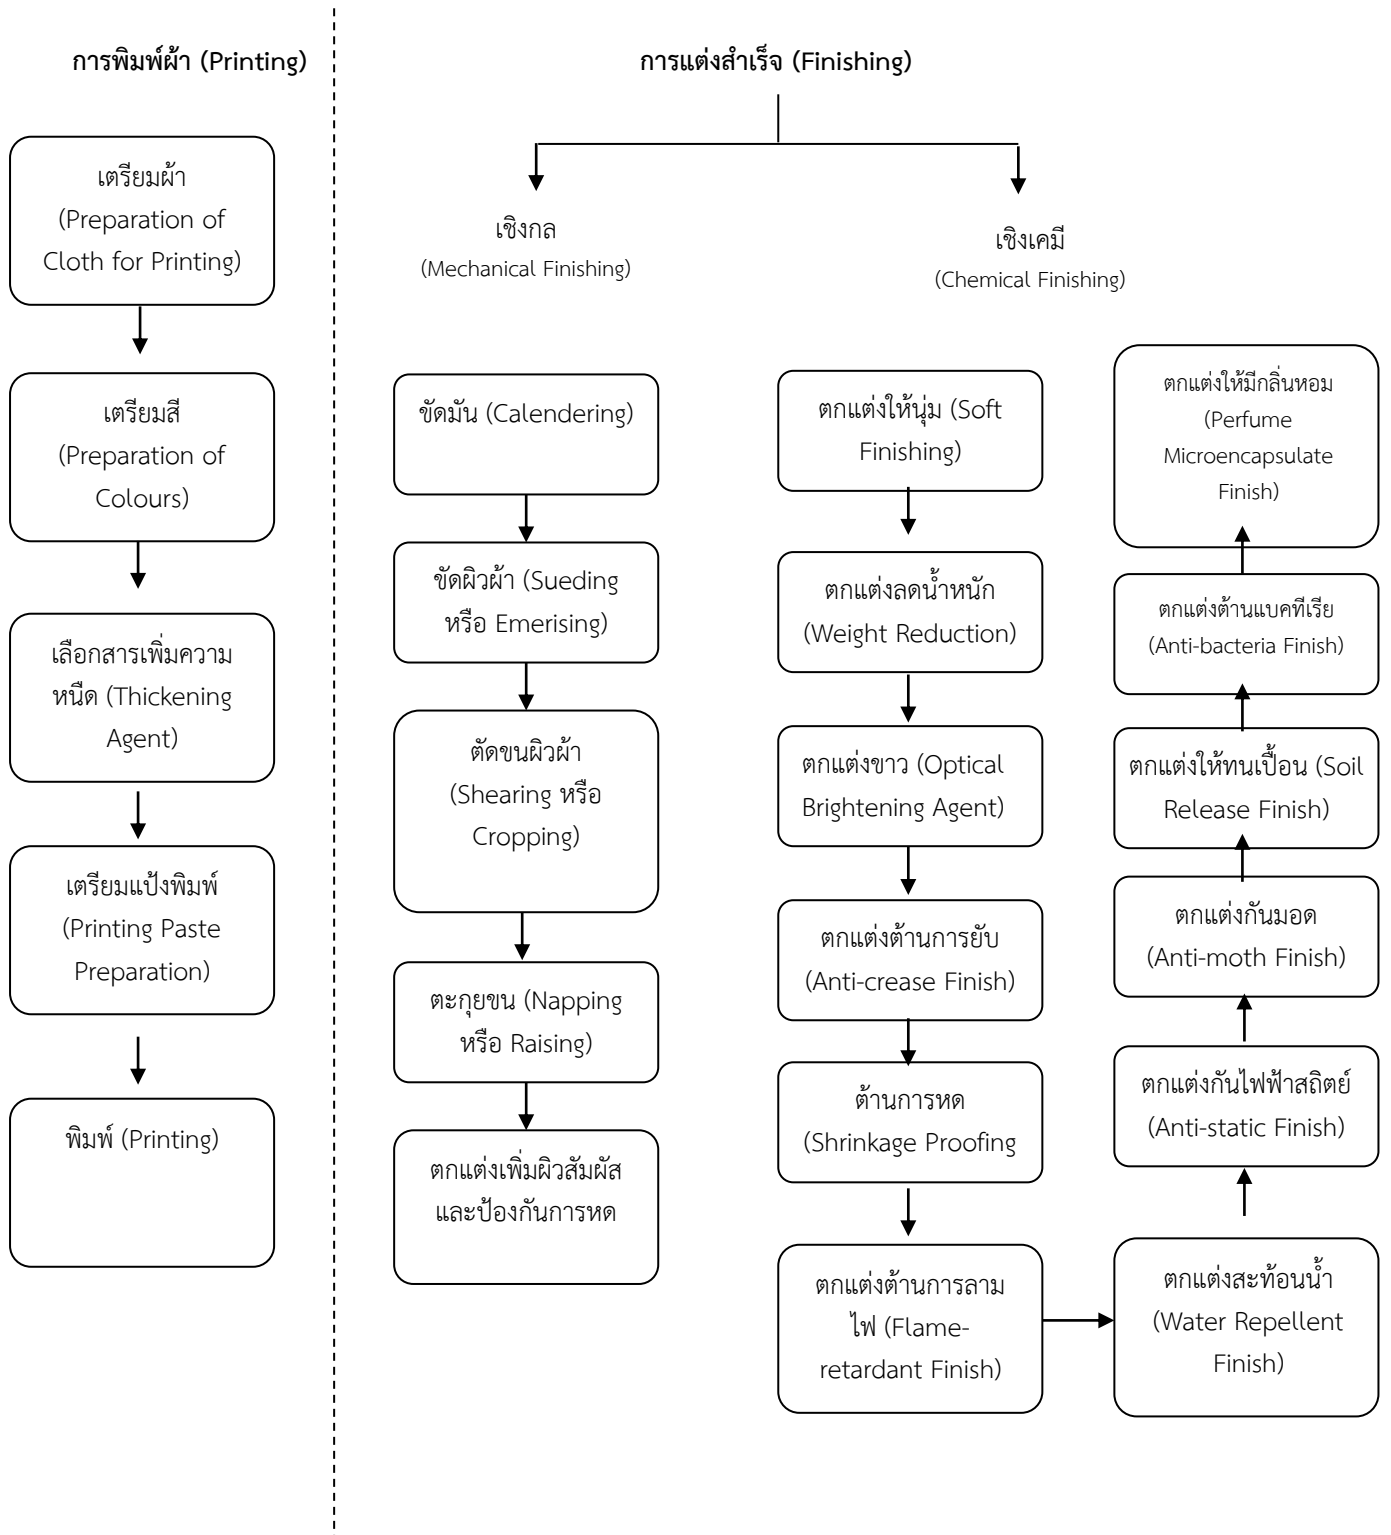 การพิมพ์ผ้า (Printing)
เตรียมผ้า
(Preparation of
Cloth for Printing)
เตรียมสี
(Preparation of
Colours)
เลือกสารเพิ่มความ
หนืด (Thickening
Agent)
เตรียมแป้งพิมพ์
(Printing Paste
Preparation)
พิมพ์ (Printing)
การแต่งสำเร็จ (Finishing)
เชิงกล
(Mechanical Finishing)
ขัดมัน (Calendering)
ขัดผิวผ้า (Sueding
หรือ Emerising)
ตัดขนผิวผ้า
(Shearing หรือ
Cropping)
ตะกุยขน (Napping
หรือ Raising)
ตกแต่งเพิ่มผิวสัมผัส
และป้องกันการหด
เชิงเคมี
(Chemical Finishing)
ตกแต่งให้นุ่ม (Soft
Finishing)
ตกแต่งลดน้ำหนัก
(Weight Reduction)
ตกแต่งขาว (Optical
Brightening Agent)
ตกแต่งต้านการยับ
(Anti-crease Finish)
ต้านการหด
(Shrinkage Proofing
ตกแต่งต้านการลาม
ไฟ (Flame-
retardant Finish)
ตกแต่งสะท้อนน้ำ
(Water Repellent
Finish)
ตกแต่งกันไฟฟ้าสถิตย์
(Anti-static Finish)
ตกแต่งกันมอด
(Anti-moth Finish)
ตกแต่งให้ทนเปื้อน (Soil
Release Finish)
ตกแต่งต้านแบคทีเรีย
(Anti-bacteria Finish)
ตกแต่งให้มีกลิ่นหอม
(Perfume
Microencapsulate
Finish)